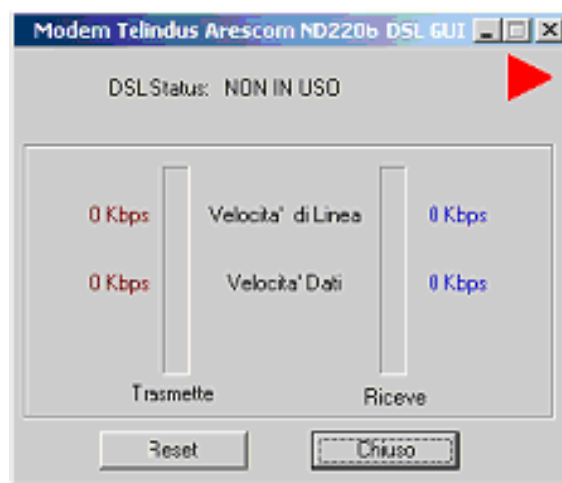 Modem Telindus Arescom ND220b DSL GUI
DSL Status: NON IN USO
0 Kbps Velocita' di Linea 0 Kbps
0 Kbps Velocita' Dati 0 Kbps
Trasmette Riceve
Reset Chiuso